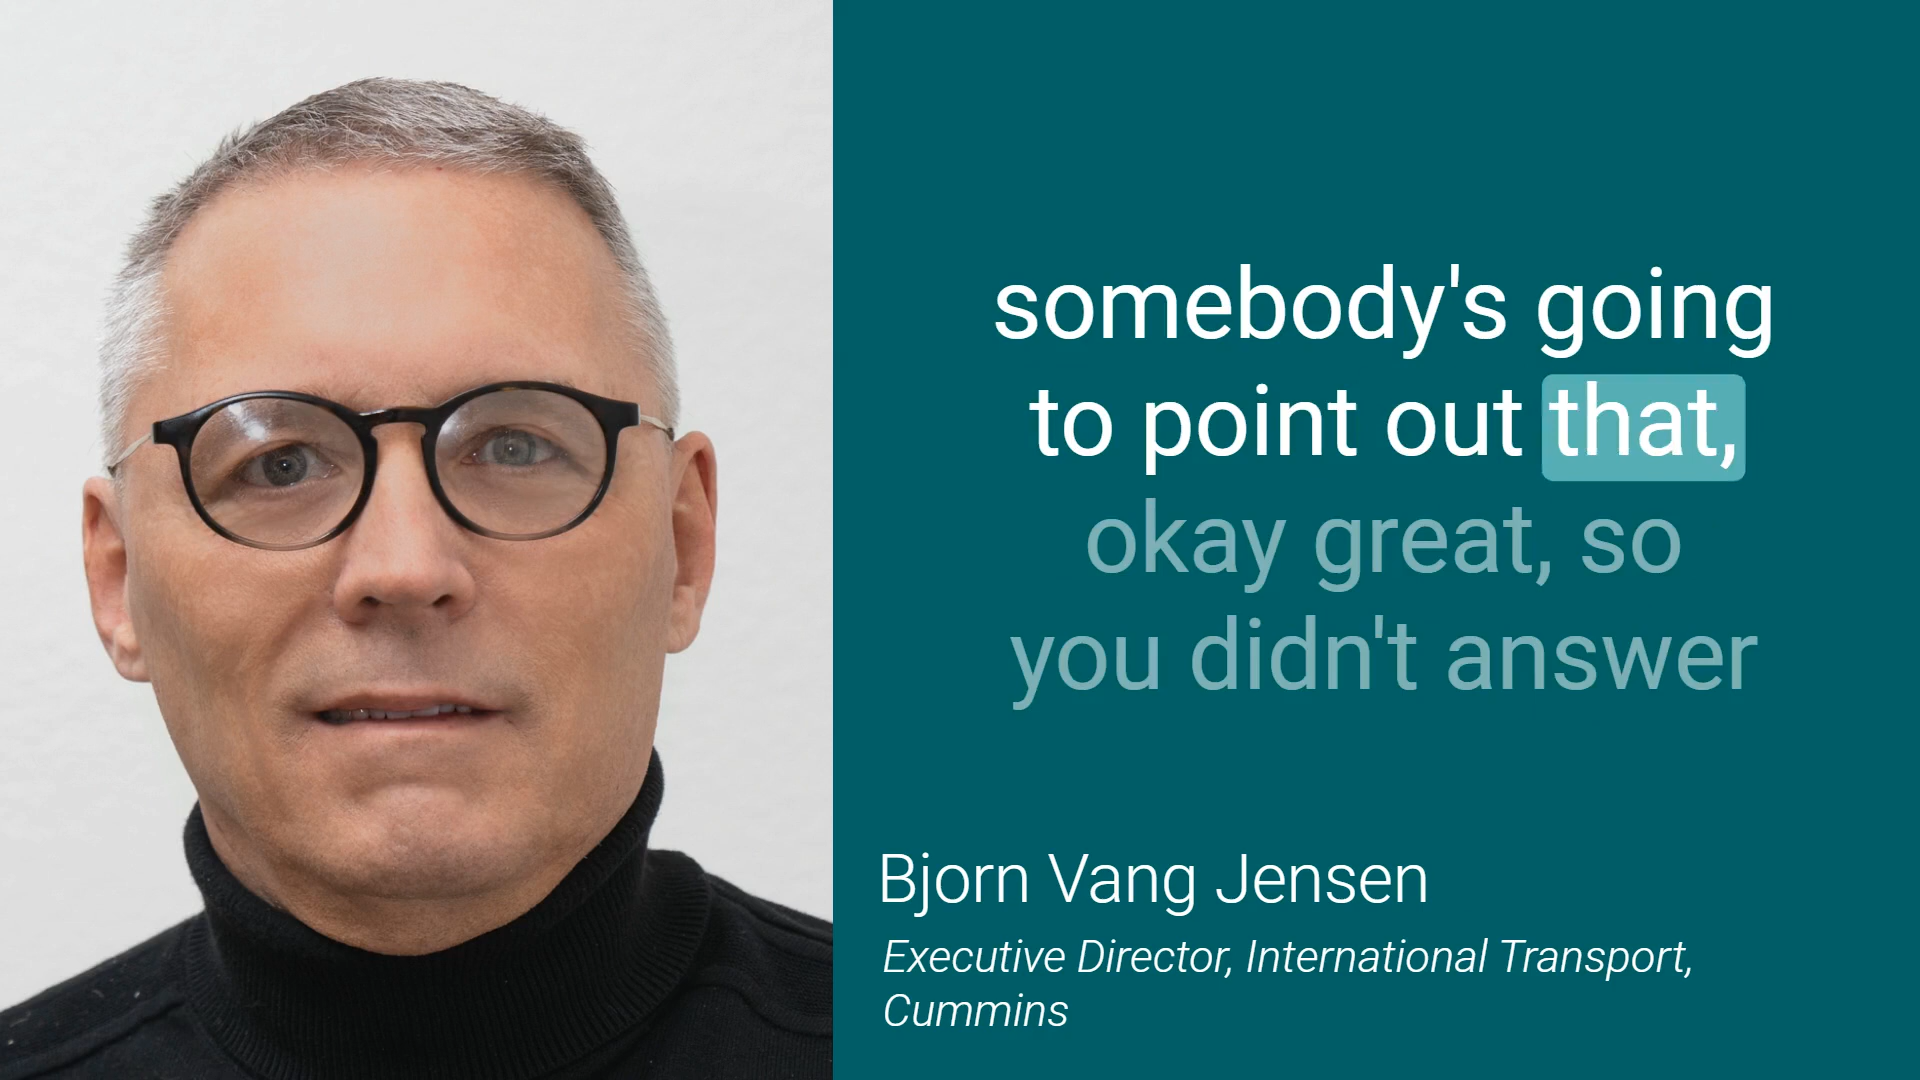 somebody's going
to point out that,
okay great, so
you didn't answer
Bjorn Vang Jensen
Executive Director, International Transport,
Cummins